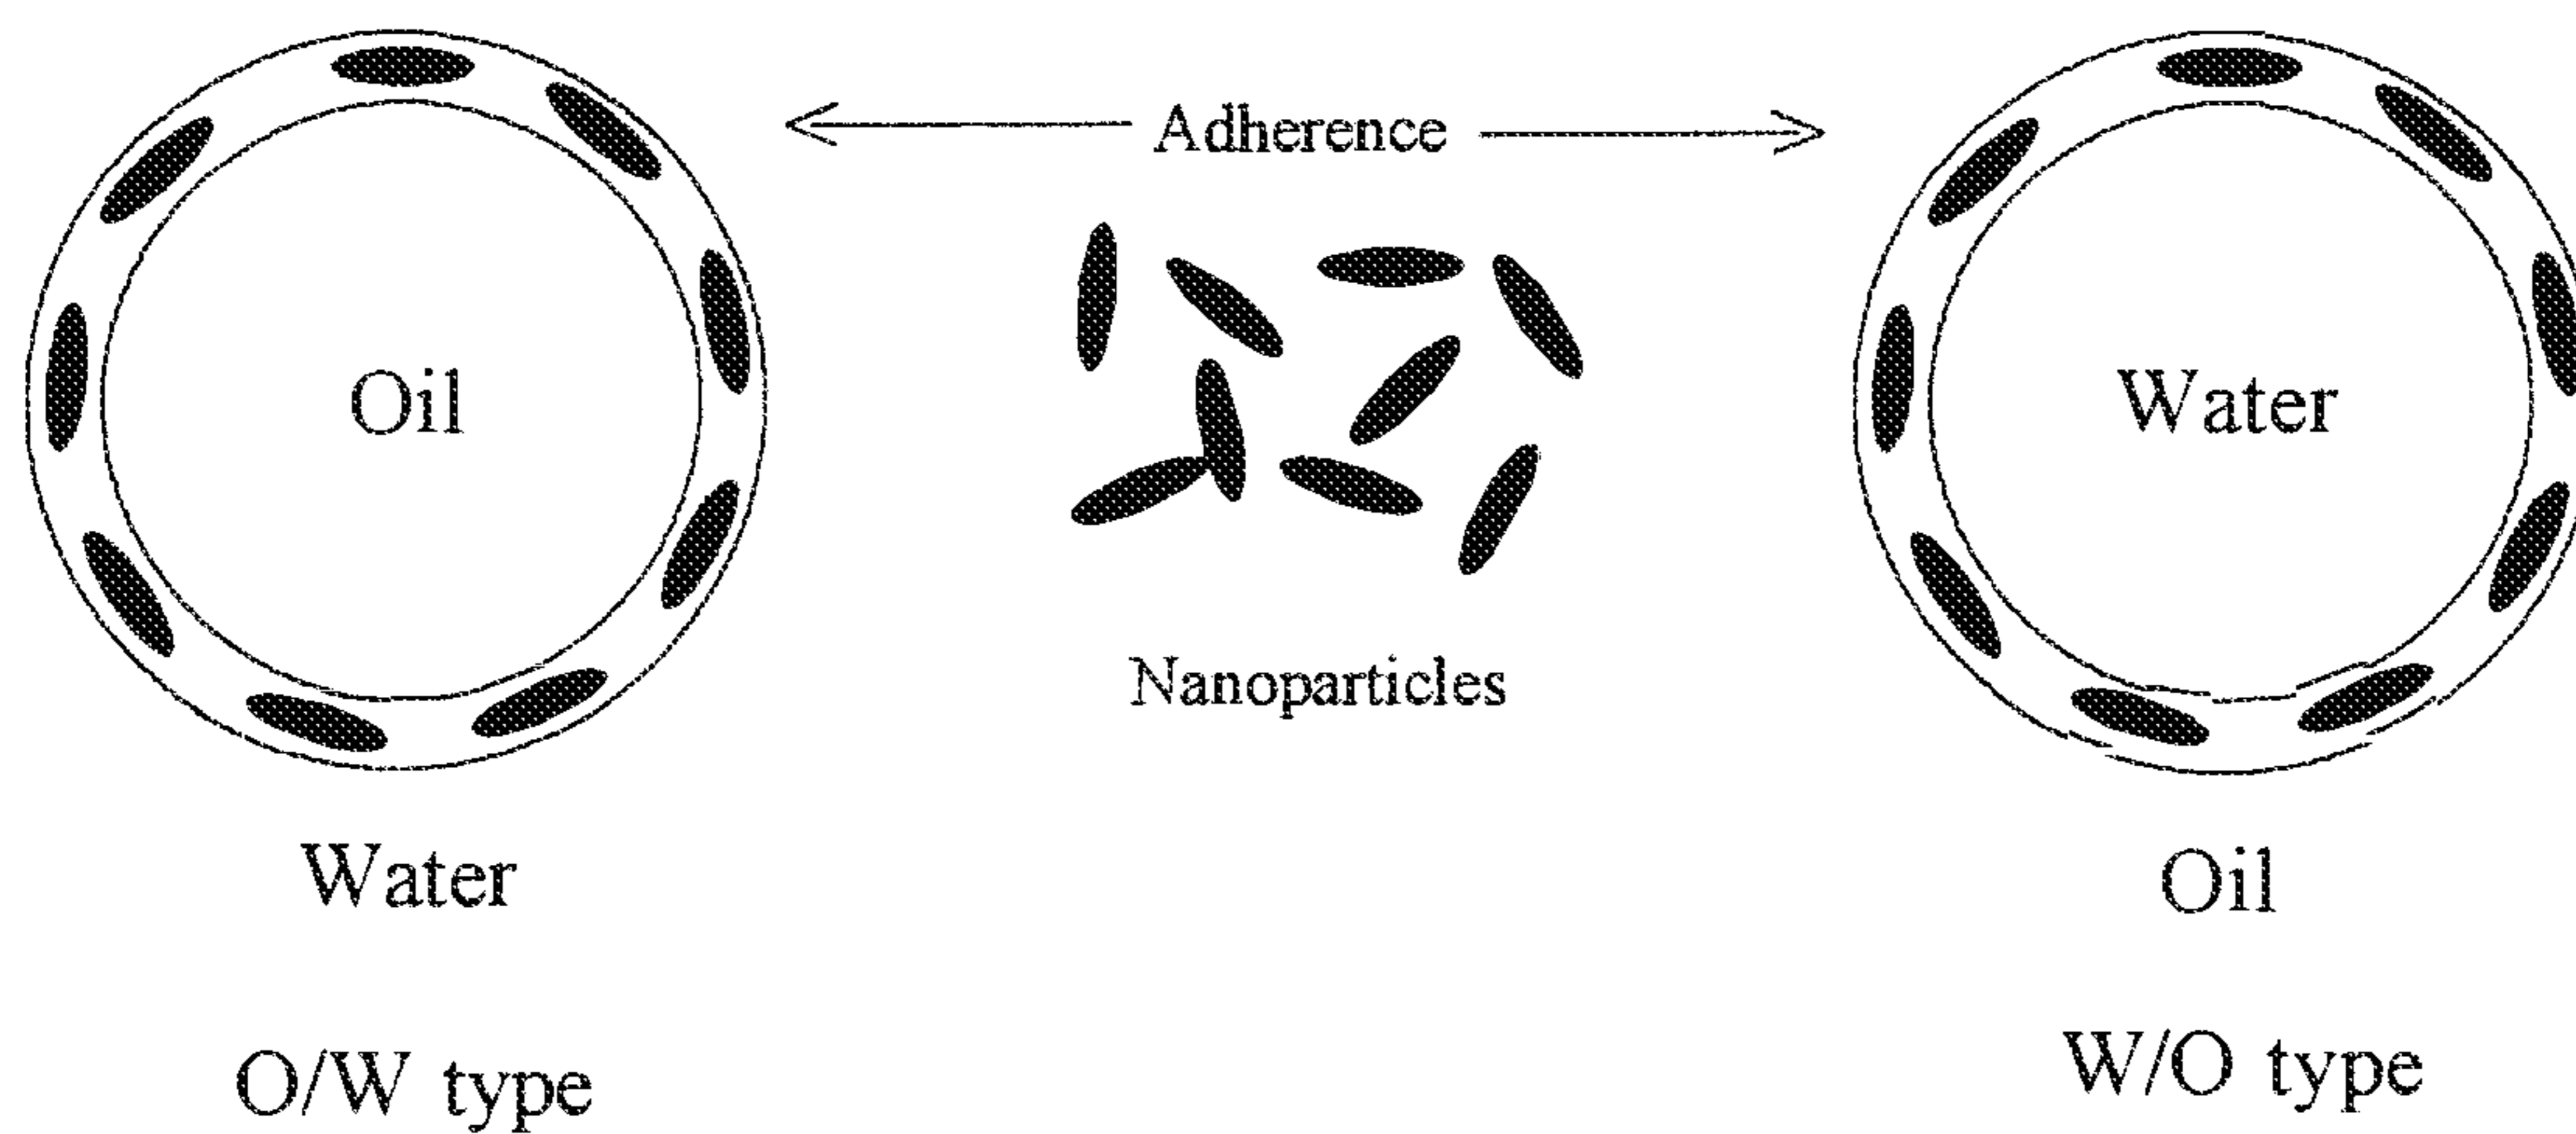 Adherence
Oil
Water
Nanoparticles
Water
Oil
O/W type
W/O type